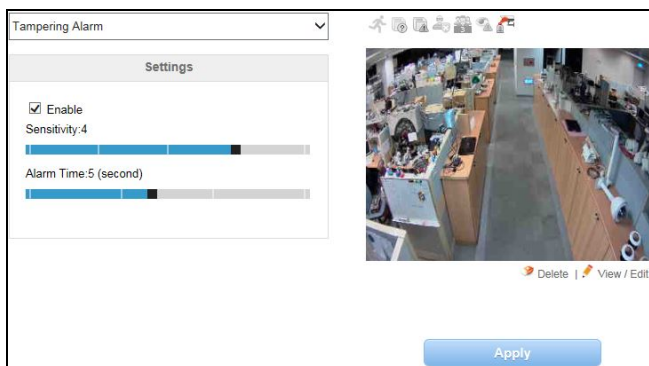 Tampering Alarm
Settings
Enable
Sensitivity:4
Alarm Time:5 (second)
Delete | View / Edit
Apply